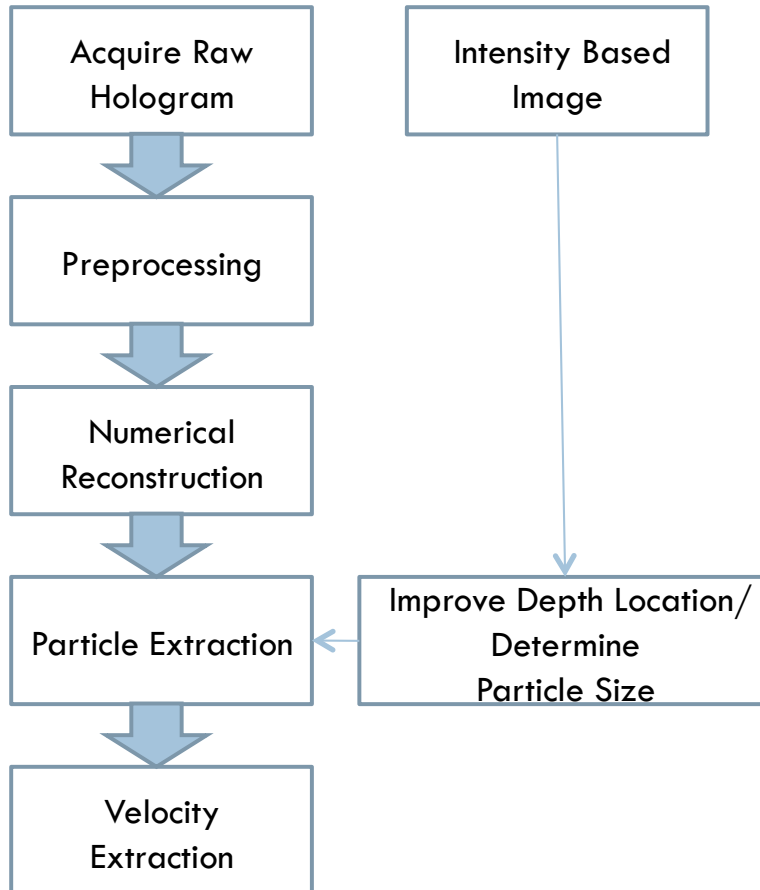 Acquire Raw
Hologram
Intensity Based
Image
Preprocessing
Numerical
Reconstruction
Particle Extraction
Improve Depth Location/
Determine
Particle Size
Velocity
Extraction